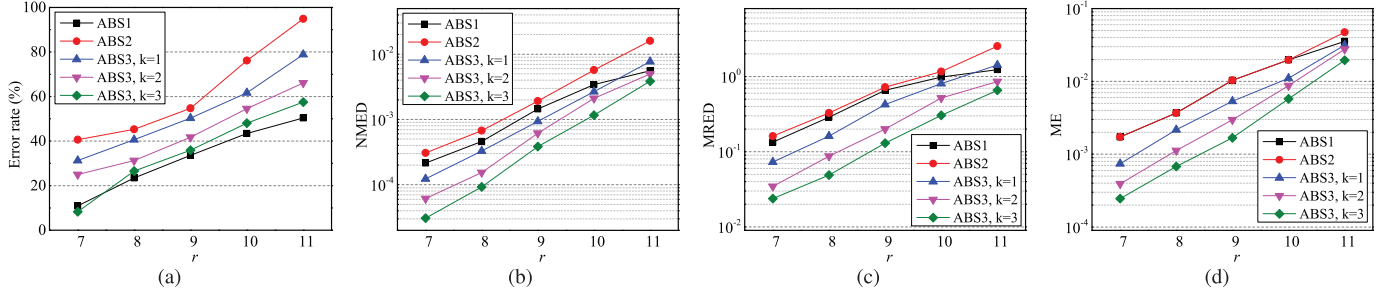 ABS1
ABS2
ABS3, k=1
ABS3, k=2
ABS3, k=3
Error rate (%)
100
80
60
40
20
0
7 8 9 10 11
r
(a)
ABS1
ABS2
ABS3, k=1
ABS3, k=2
ABS3, k=3
NMED
10⁻²
10⁻³
10⁻⁴
7 8 9 10 11
r
(b)
MRED
10⁰
10⁻¹
10⁻²
ABS1
ABS2
ABS3, k=1
ABS3, k=2
ABS3, k=3
7 8 9 10 11
r
(c)
ME
10⁻¹
10⁻²
10⁻³
10⁻⁴
ABS1
ABS2
ABS3, k=1
ABS3, k=2
ABS3, k=3
7 8 9 10 11
r
(d)